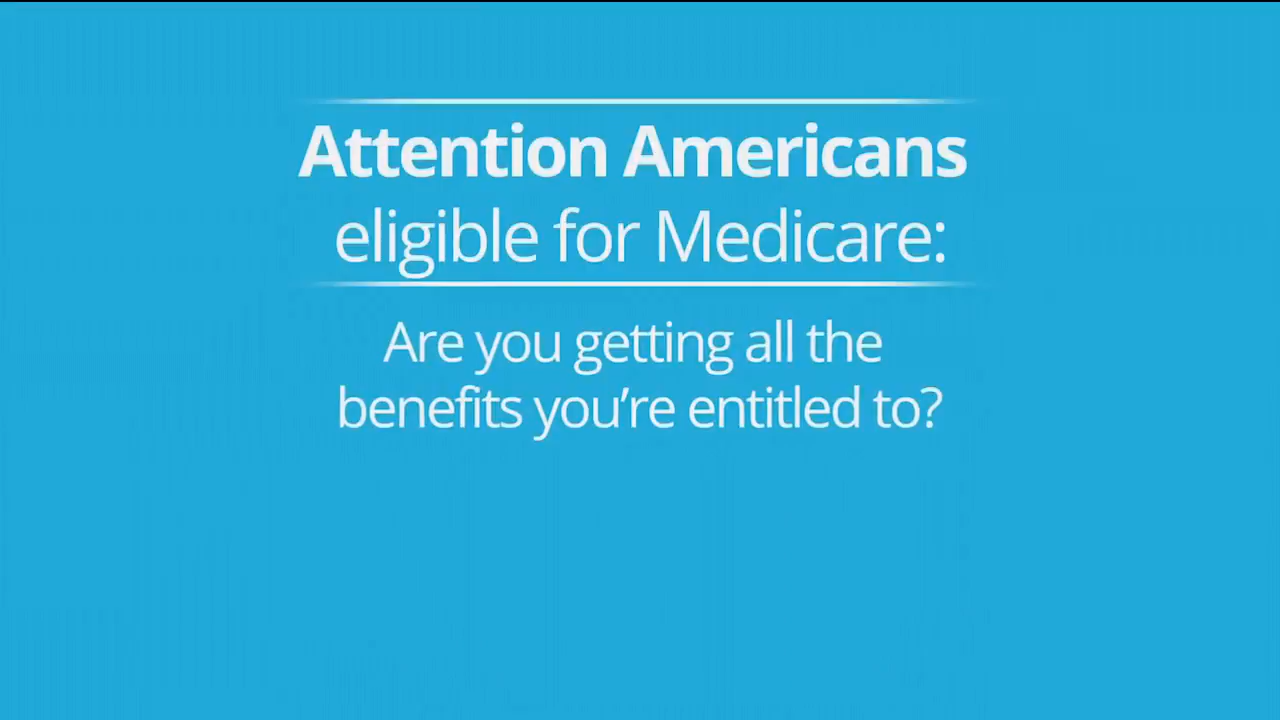 Attention Americans
eligible for Medicare:
Are you getting all the
benefits you’re entitled to?